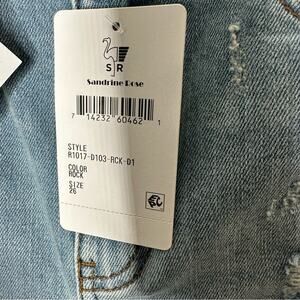 SR
Sandrine Rose
7 14232 60462 1
STYLE
R1017-D103-RCK-D1
COLOR
ROCK
SIZE
26